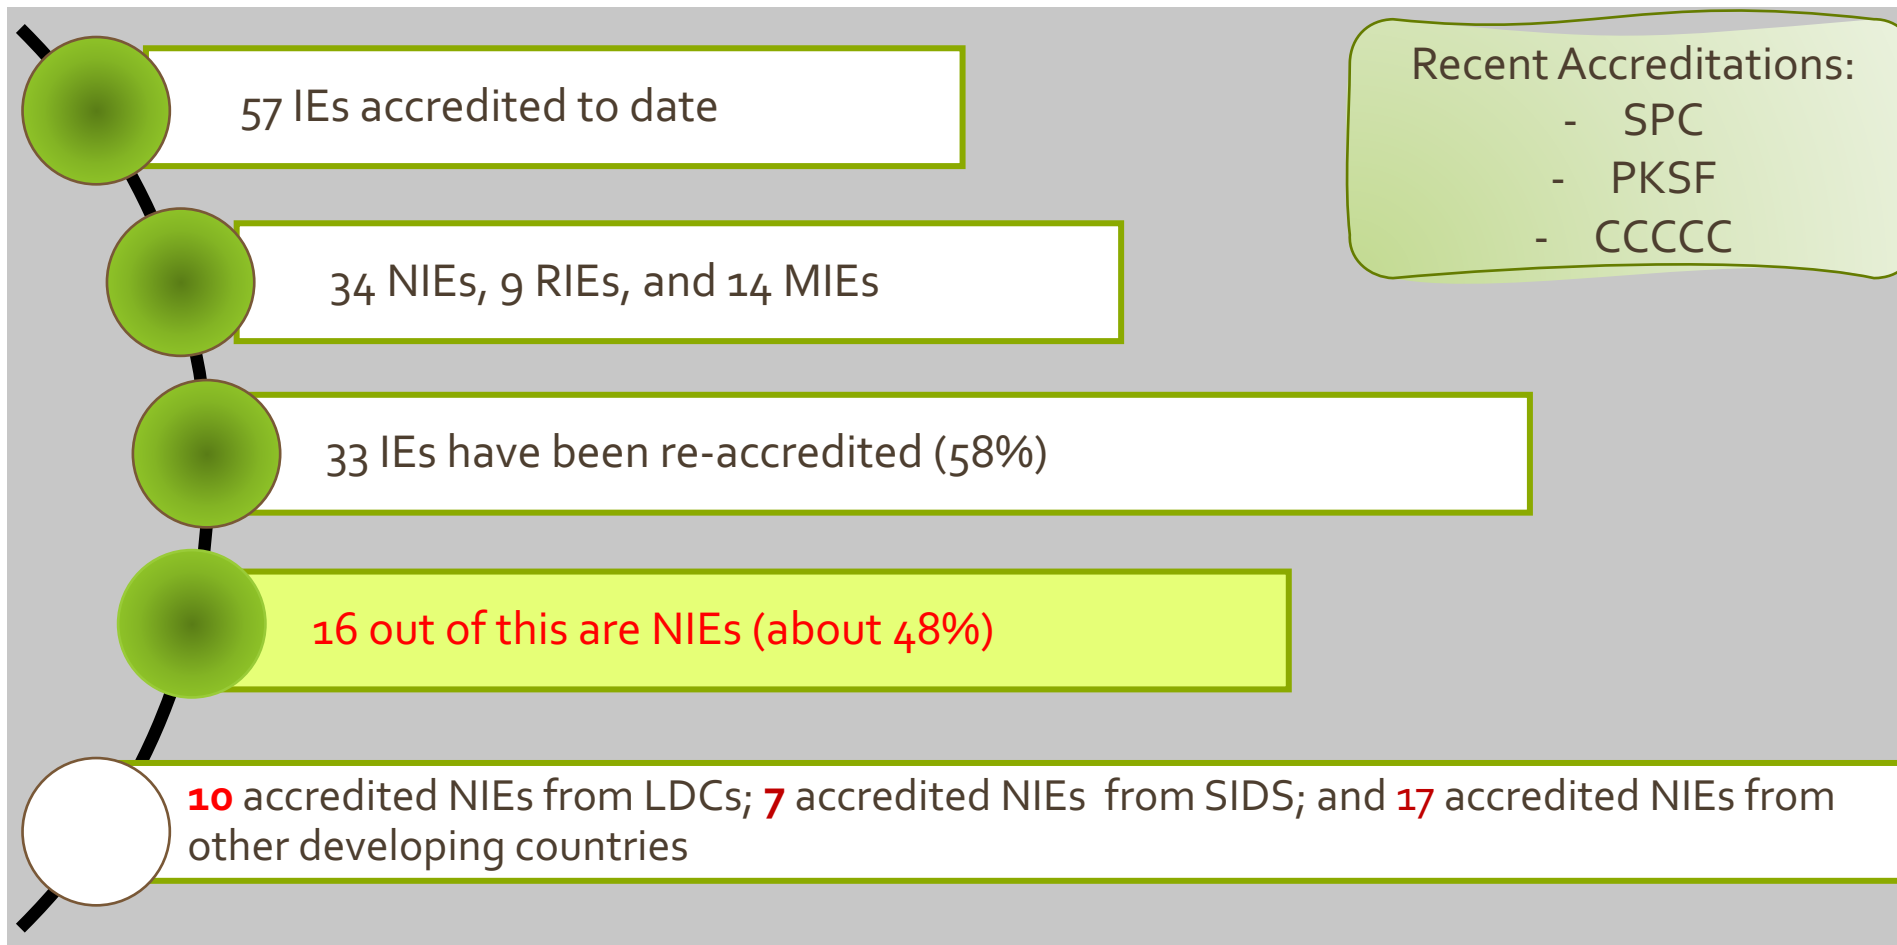 57 IEs accredited to date
34 NIEs, 9 RIEs, and 14 MIEs
33 IEs have been re-accredited (58%)
16 out of this are NIEs (about 48%)
10 accredited NIEs from LDCs; 7 accredited NIEs from SIDS; and 17 accredited NIEs from
other developing countries
Recent Accreditations:
- SPC
- PKSF
- CCCCC